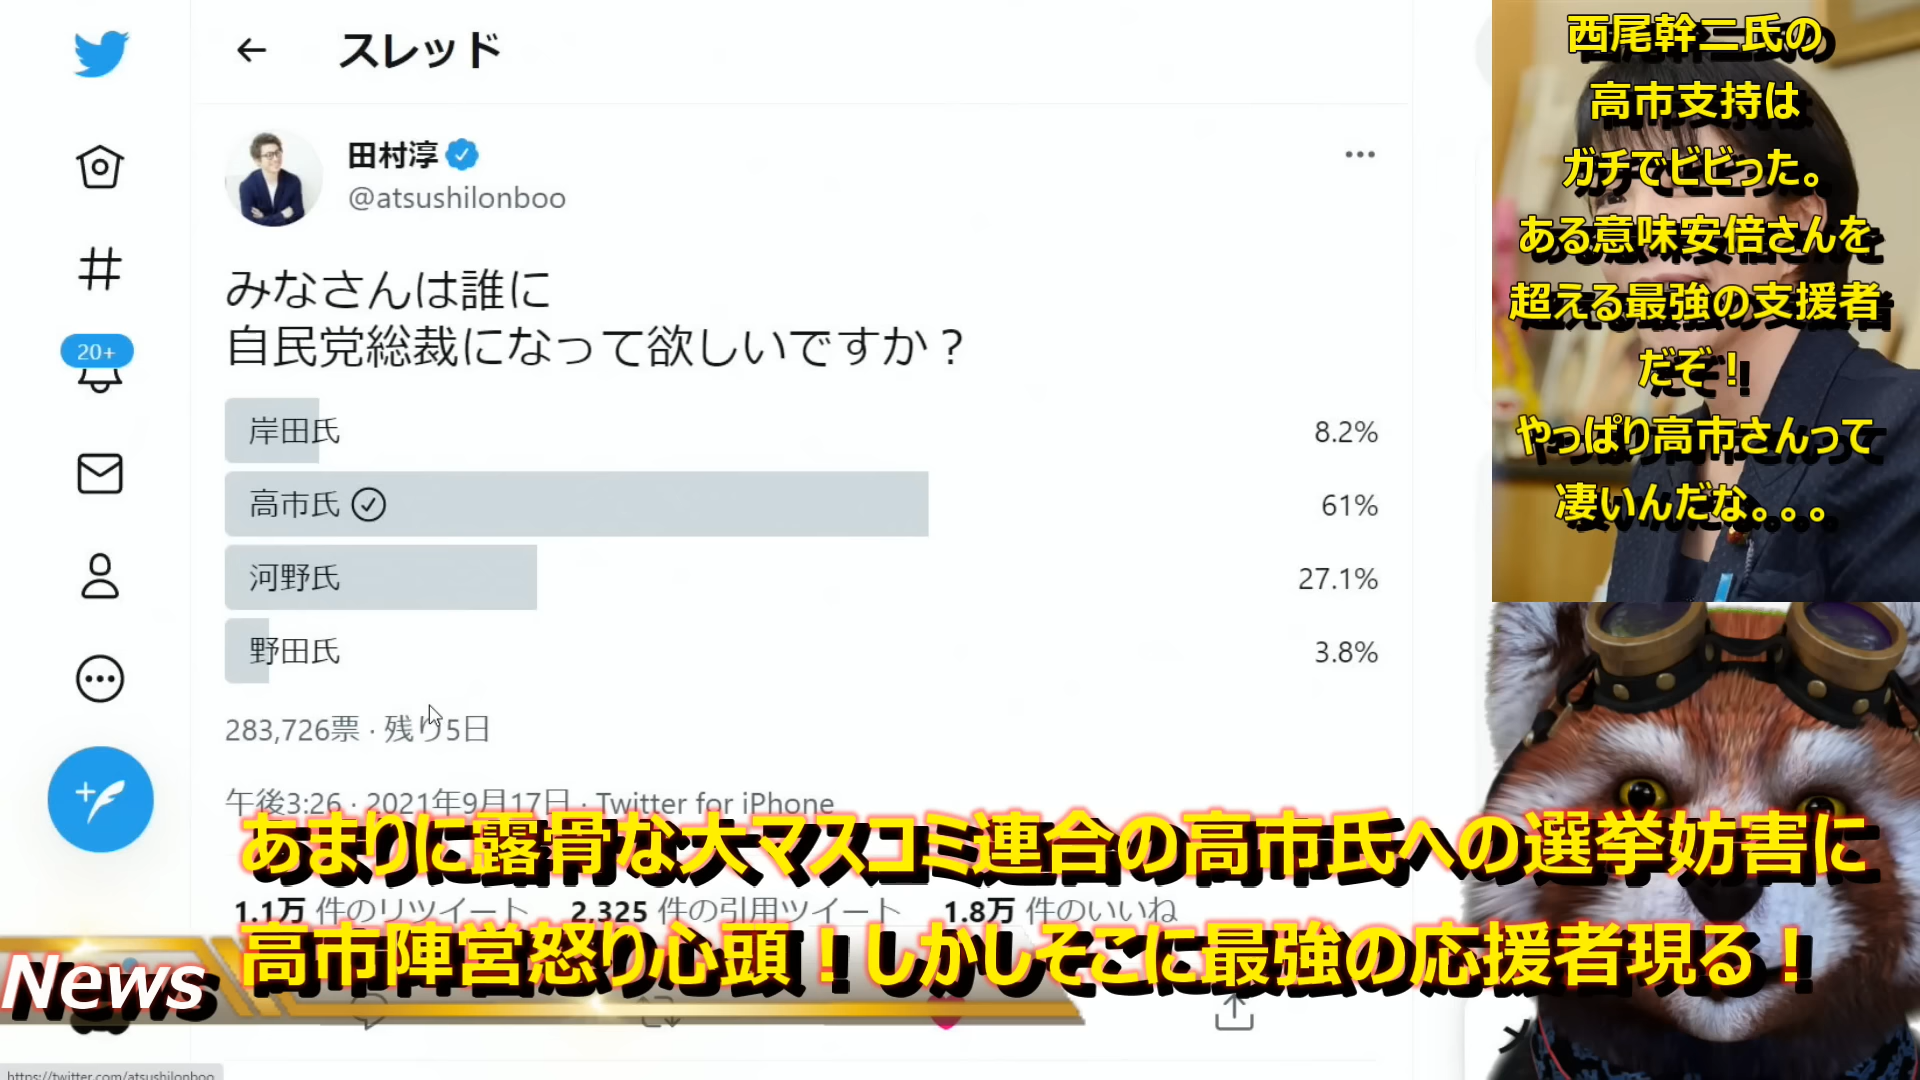 スレッド
田村淳
@atsushilonboo
みなさんは誰に
自民党総裁になって欲しいですか？
岸田氏 8.2%
高市氏 61%
河野氏 27.1%
野田氏 3.8%
283,726票 · 残り5日
午後3:26 · 2021年9月17日 · Twitter for iPhone
1.1万 件のリツイート 2,325 件の引用ツイート 1.8万 件のいいね
20+
西尾幹二氏の
高市支持は
ガチでビビった。
ある意味安倍さんを
超える最強の支援者
だぞ！
やっぱり高市さんって
凄いんだな。。。
あまりに露骨な大マスコミ連合の高市氏への選挙妨害に
高市陣営怒り心頭！しかしそこに最強の応援者現る！
News
https://twitter.com/atsushilonboo